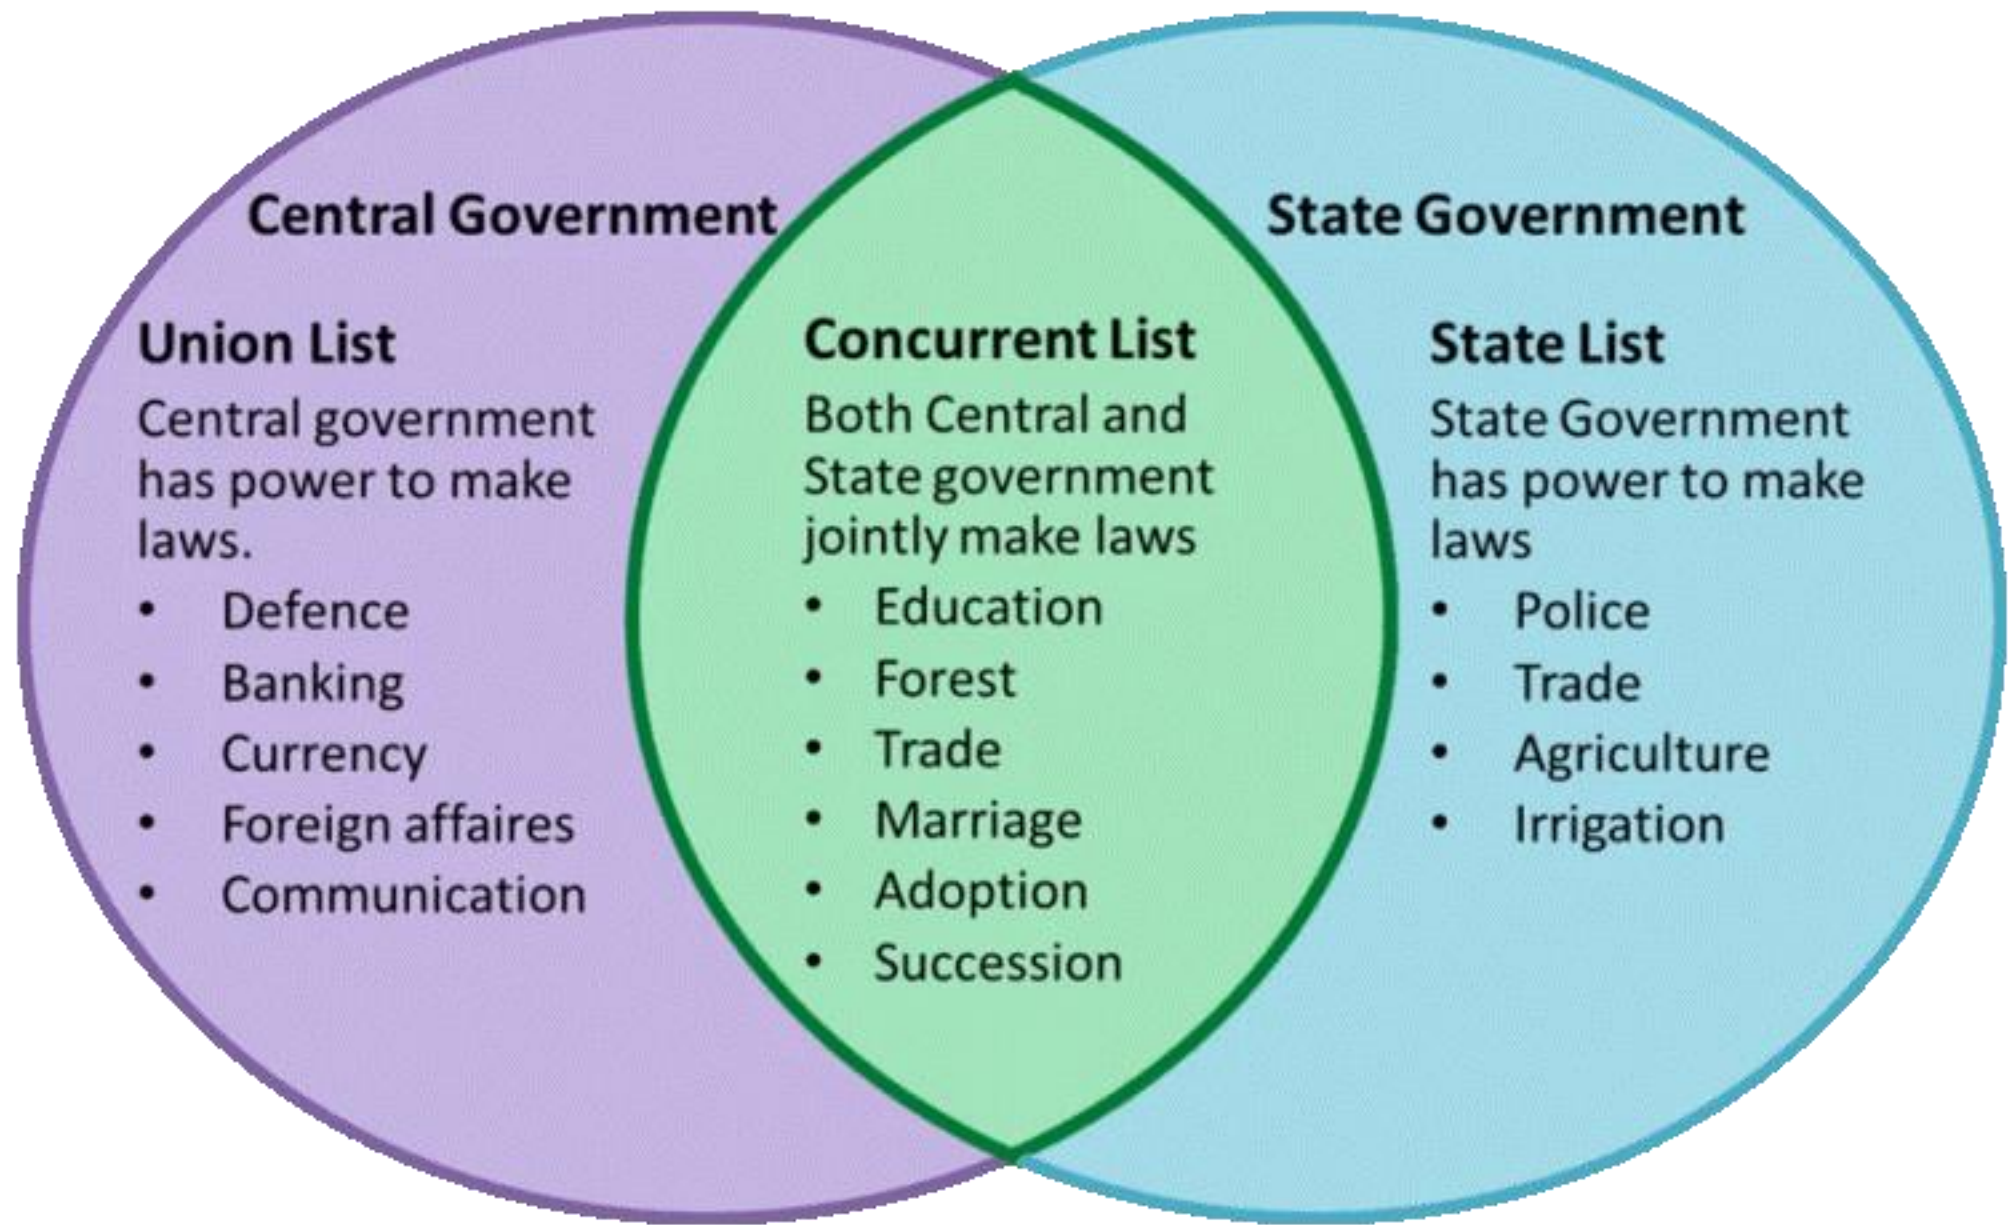 Central Government
Union List
Central government
has power to make
laws.
• Defence
• Banking
• Currency
• Foreign affaires
• Communication
Concurrent List
Both Central and
State government
jointly make laws
• Education
• Forest
• Trade
• Marriage
• Adoption
• Succession
State Government
State List
State Government
has power to make
laws
• Police
• Trade
• Agriculture
• Irrigation